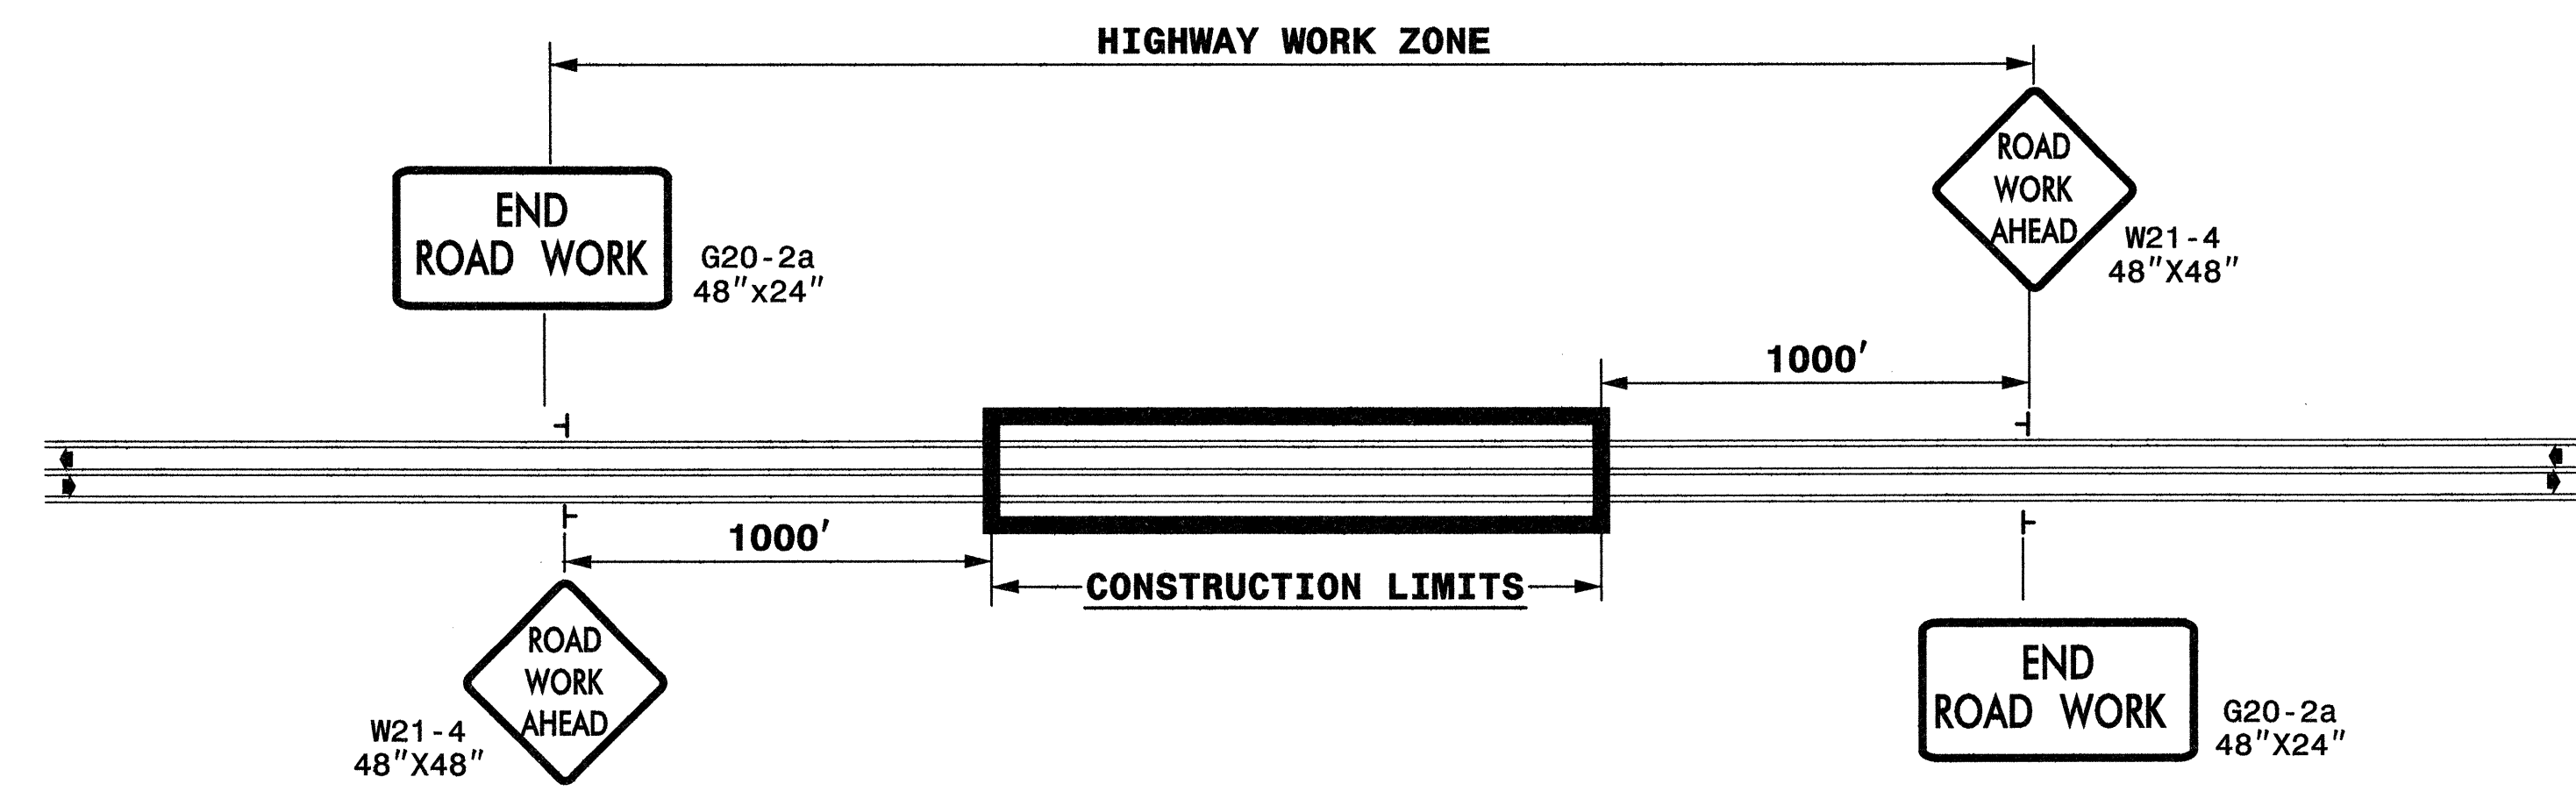 HIGHWAY WORK ZONE
END
ROAD WORK
G20-2a
48"x24"
ROAD
WORK
AHEAD
W21-4
48"X48"
1000'
1000'
CONSTRUCTION LIMITS
ROAD
WORK
AHEAD
W21-4
48"X48"
END
ROAD WORK
G20-2a
48"X24"